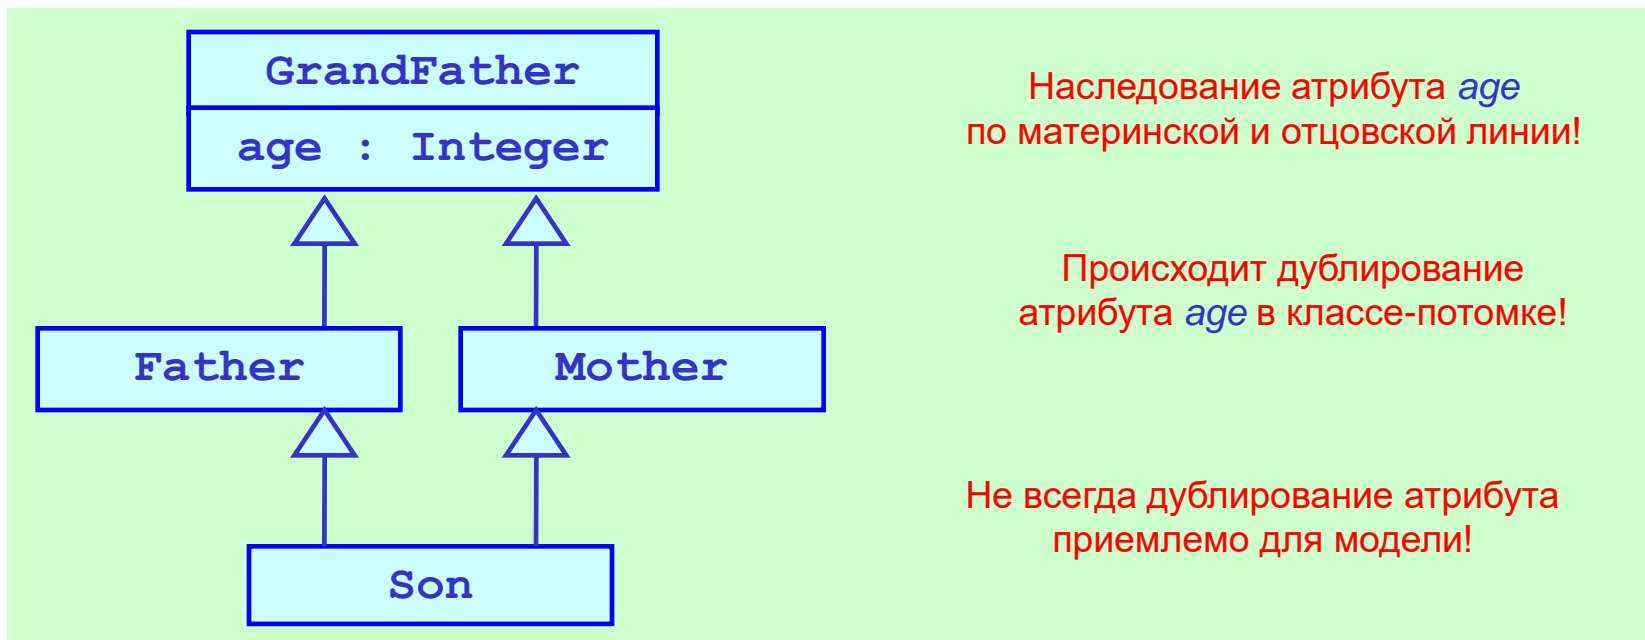 GrandFather
age : Integer
Father
Mother
Son
Наследование атрибута age
по материнской и отцовской линии!
Происходит дублирование
атрибута age в классе-потомке!
Не всегда дублирование атрибута
приемлемо для модели!